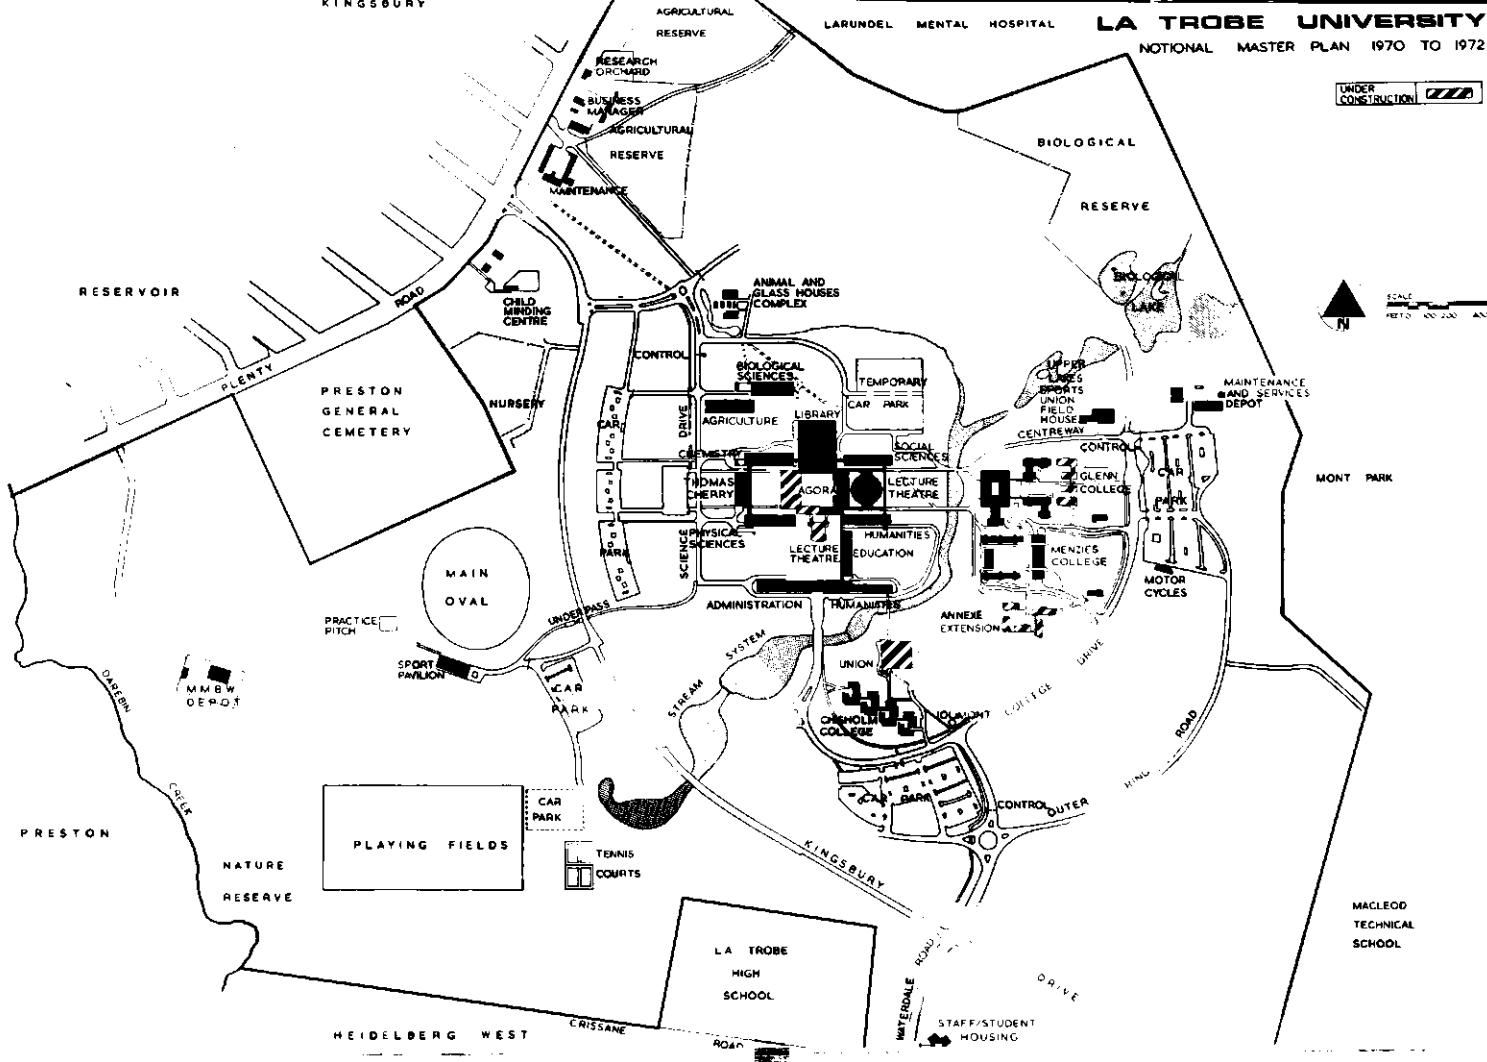 KINGSBURY
AGRICULTURAL
RESERVE
LARUNDEL MENTAL HOSPITAL
LA TROBE UNIVERSITY
NOTIONAL MASTER PLAN 1970 TO 1972
UNDER
CONSTRUCTION
RESEARCH
ORCHARD
BUSINESS
MANAGER
AGRICULTURAL
RESERVE
MAINTENANCE
BIOLOGICAL
RESERVE
RESERVOIR
PLENTY ROAD
CHILD
MINDING
CENTRE
ANIMAL AND
GLASS HOUSES
COMPLEX
BIOLOGICAL
LAKE
N
SCALE
CONTROL
BIOLOGICAL
SCIENCES
TEMPORARY
CAR PARK
UPPER
LAKES
SPORTS
UNION
FIELD
HOUSE
CENTREWAY
MAINTENANCE
AND SERVICES
DEPOT
PRESTON
GENERAL
CEMETERY
NURSERY
CAR
PARK
SCIENCE DRIVE
AGRICULTURE
LIBRARY
CHEMISTRY
SOCIAL
SCIENCES
CONTROL
CAR
PARK
THOMAS
CHERRY
AGORA
LECTURE
THEATRE
GLENN
COLLEGE
MONT PARK
PHYSICAL
SCIENCES
LECTURE
THEATRE
HUMANITIES
EDUCATION
MENZIES
COLLEGE
MOTOR
CYCLES
MAIN
OVAL
UNDERPASS
ADMINISTRATION
HUMANITIES
ANNEXE
EXTENSION
PRACTICE
PITCH
SPORT
PAVILION
MMBW
DEPOT
CAR
PARK
STREAM SYSTEM
UNION
CHISHOLM
COLLEGE
COLLEGE DRIVE
DAREBIN CREEK
CAR
PARK
CAR PARK
CONTROL
OUTER RING ROAD
PRESTON
PLAYING FIELDS
TENNIS
COURTS
KINGSBURY
DRIVE
NATURE
RESERVE
MACLEOD
TECHNICAL
SCHOOL
LA TROBE
HIGH
SCHOOL
WATERDALE ROAD
STAFF/STUDENT
HOUSING
HEIDELBERG WEST
CRISSANE
ROAD